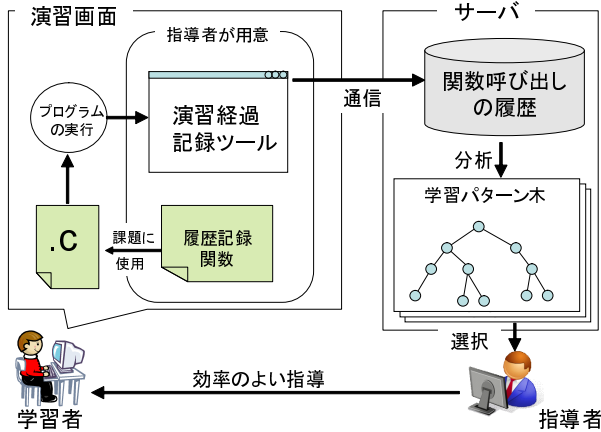 演習画面
指導者が用意
プログラム
の実行
演習経過
記録ツール
.C
課題に
使用
履歴記録
関数
通信
サーバ
関数呼び出し
の履歴
分析
学習パターン木
選択
効率のよい指導
学習者
指導者